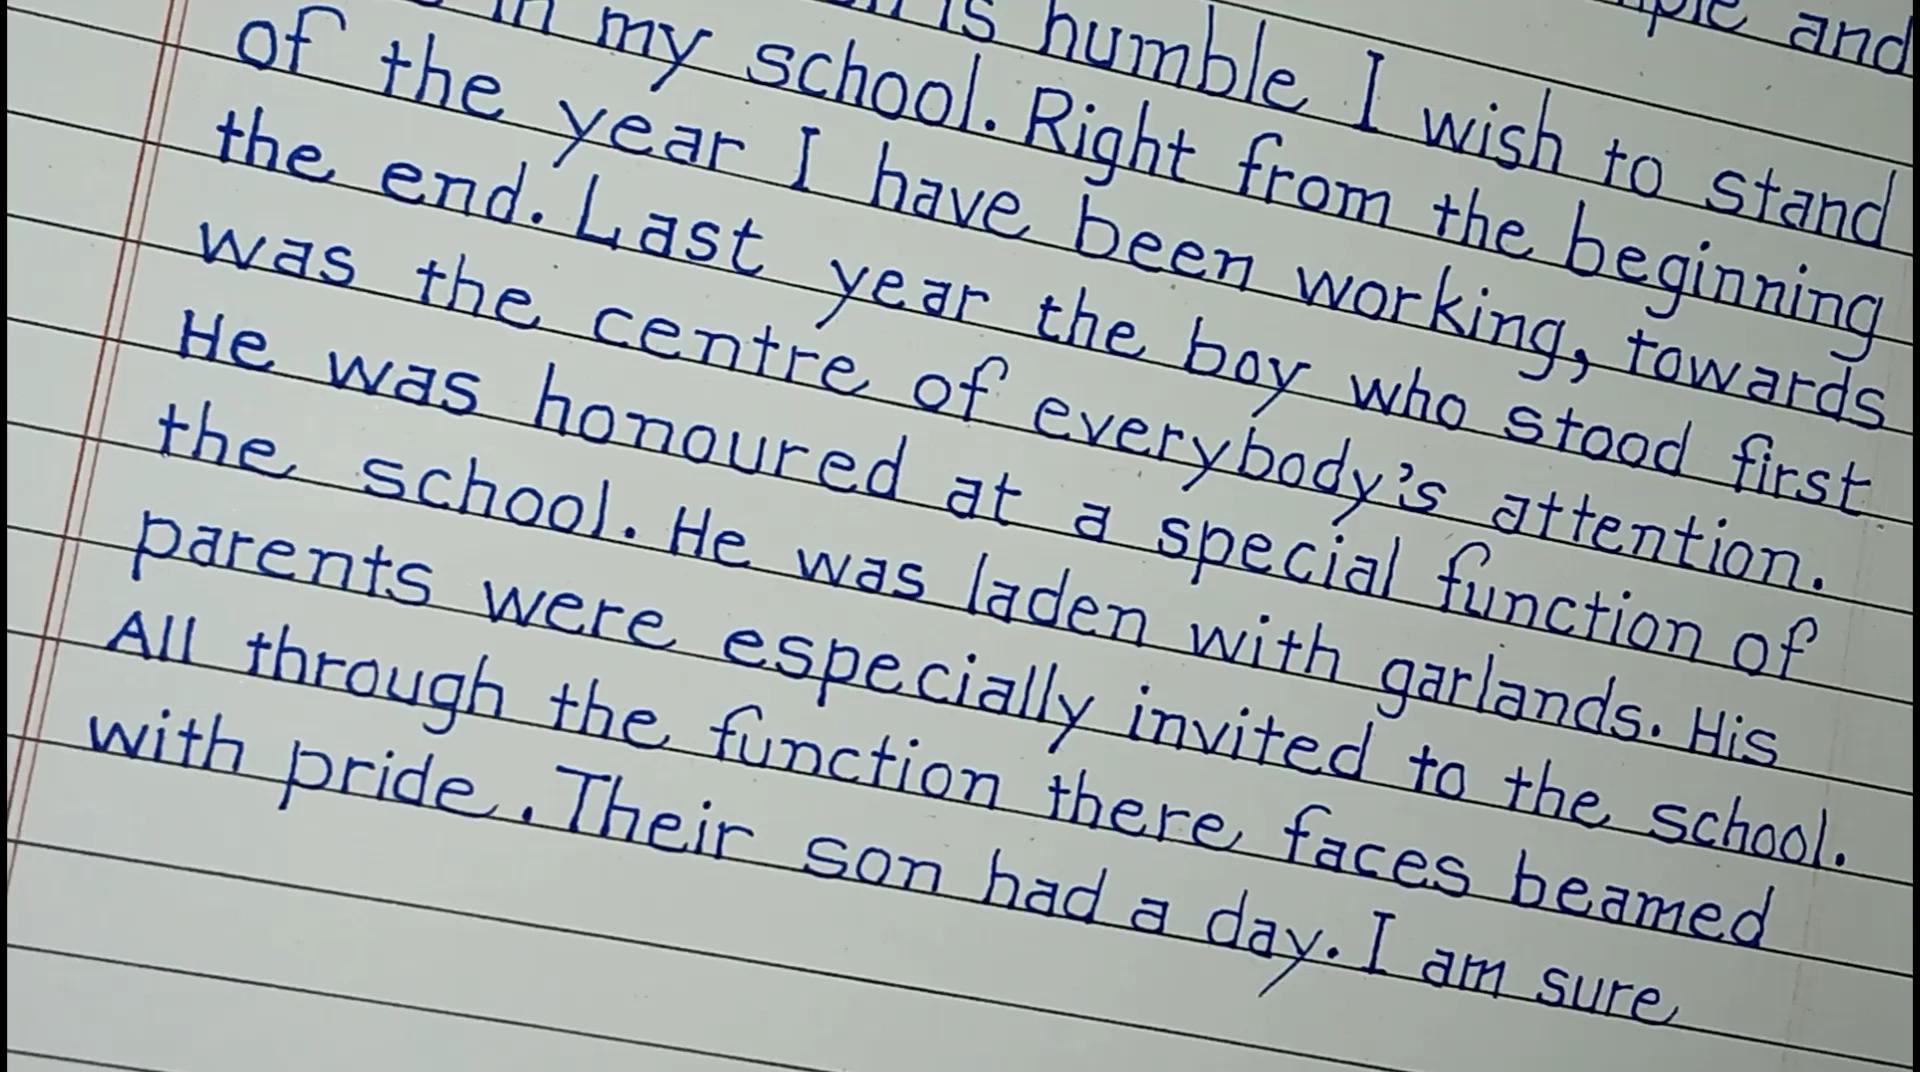 and
is humble I wish to stand
in my school. Right from the beginning
of the year I have been working, towards
the end. Last year the boy who stood first
was the centre of everybody's attention.
He was honoured at a special function of
the school. He was laden with garlands. His
parents were especially invited to the school.
All through the function there faces beamed
with pride. Their son had a day. I am sure